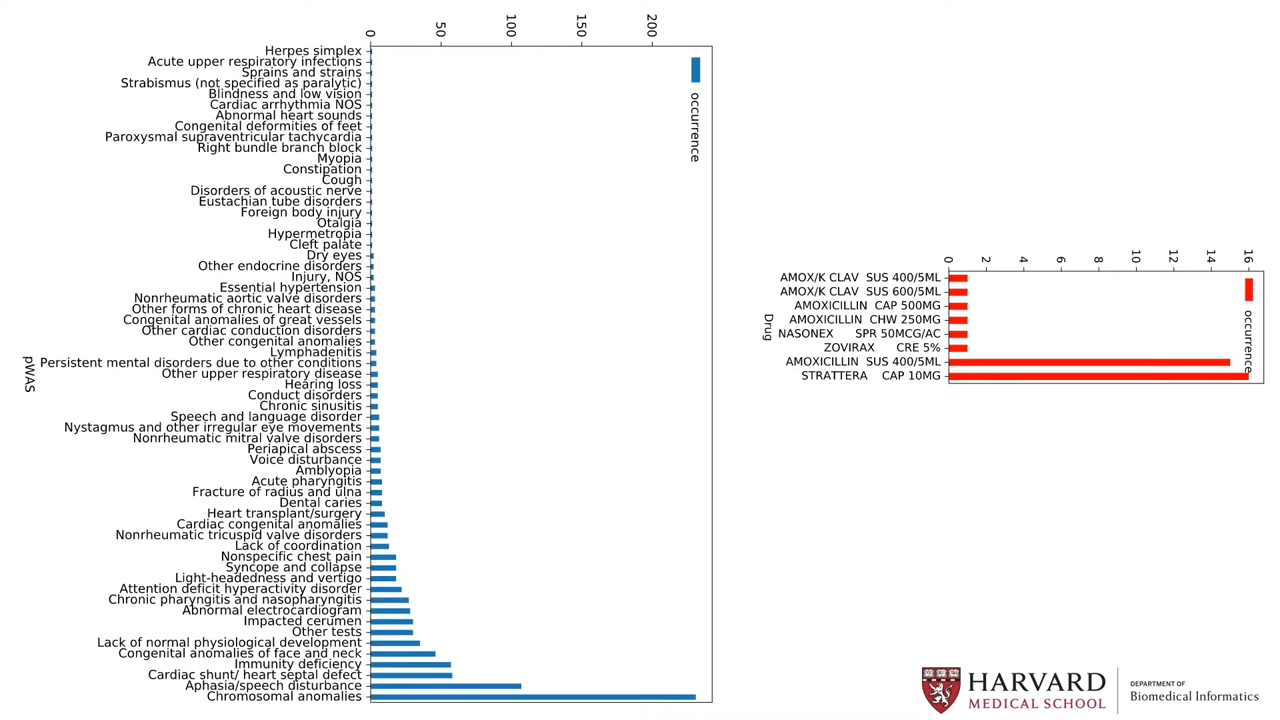 0 50 100 150 200
Herpes simplex
Acute upper respiratory infections
Sprains and strains
Strabismus (not specified as paralytic)
Blindness and low vision
Cardiac arrhythmia NOS
Abnormal heart sounds
Congenital deformities of feet
Paroxysmal supraventricular tachycardia
Right bundle branch block
Myopia
Constipation
Cough
Disorders of acoustic nerve
Eustachian tube disorders
Foreign body injury
Otalgia
Hypermetropia
Cleft palate
Dry eyes
Other endocrine disorders
Injury, NOS
Essential hypertension
Nonrheumatic aortic valve disorders
Other forms of chronic heart disease
Congenital anomalies of great vessels
Other cardiac conduction disorders
Other congenital anomalies
Lymphadenitis
Persistent mental disorders due to other conditions
Other upper respiratory disease
Hearing loss
Conduct disorders
Chronic sinusitis
Speech and language disorder
Nystagmus and other irregular eye movements
Nonrheumatic mitral valve disorders
Periapical abscess
Voice disturbance
Amblyopia
Acute pharyngitis
Fracture of radius and ulna
Dental caries
Heart transplant/surgery
Cardiac congenital anomalies
Nonrheumatic tricuspid valve disorders
Lack of coordination
Nonspecific chest pain
Syncope and collapse
Light-headedness and vertigo
Attention deficit hyperactivity disorder
Chronic pharyngitis and nasopharyngitis
Abnormal electrocardiogram
Impacted cerumen
Other tests
Lack of normal physiological development
Congenital anomalies of face and neck
Immunity deficiency
Cardiac shunt/ heart septal defect
Aphasia/speech disturbance
Chromosomal anomalies
pWAS
occurrence
0 2 4 6 8 10 12 14 16
AMOX/K CLAV SUS 400/5ML
AMOX/K CLAV SUS 600/5ML
AMOXICILLIN CAP 500MG
AMOXICILLIN CHW 250MG
NASONEX SPR 50MCG/AC
ZOVIRAX CRE 5%
AMOXICILLIN SUS 400/5ML
STRATTERA CAP 10MG
Drug
occurrence
HARVARD
MEDICAL SCHOOL
DEPARTMENT OF
Biomedical Informatics